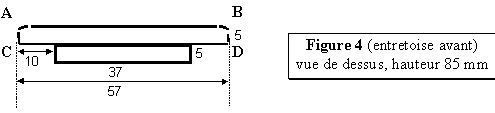 A B
5
C 10 5 D
37
57
Figure 4 (entretoise avant)
vue de dessus, hauteur 85 mm